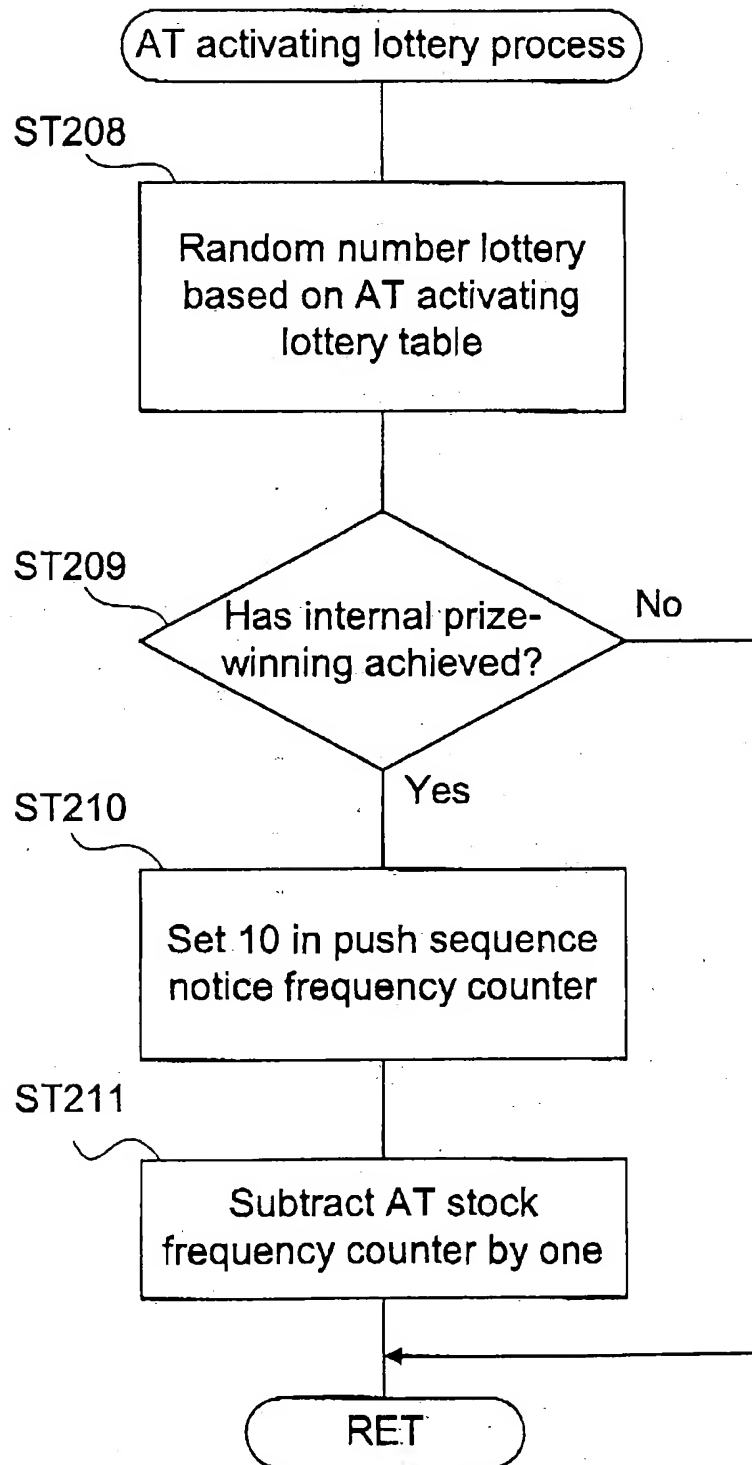 AT activating lottery process
ST208
Random number lottery
based on AT activating
lottery table
ST209
Has internal prize-
winning achieved?
No
Yes
ST210
Set 10 in push sequence
notice frequency counter
ST211
Subtract AT stock
frequency counter by one
RET